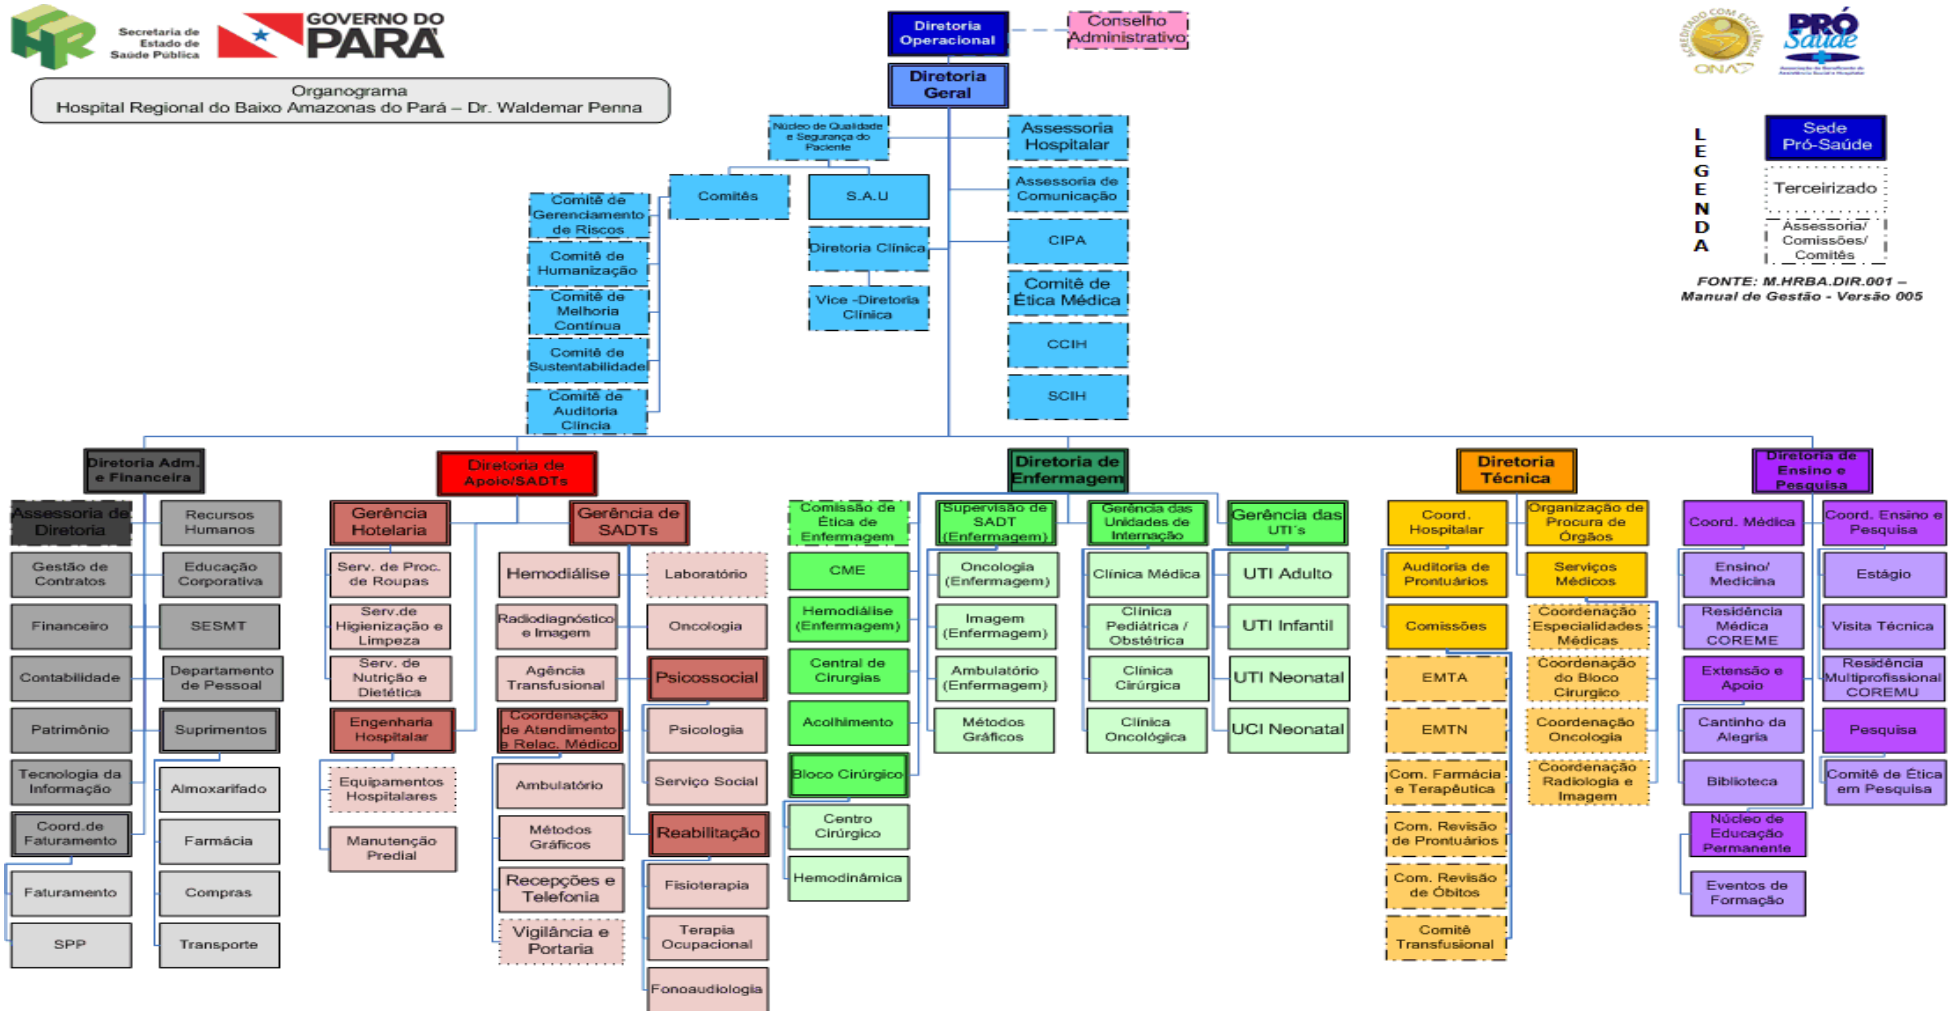 HR
Secretaria de
Estado de
Saúde Pública
GOVERNO DO
PARÁ
Organograma
Hospital Regional do Baixo Amazonas do Pará – Dr. Waldemar Penna
Diretoria
Operacional
Conselho
Administrativo
Diretoria
Geral
ACREDITADO COM EXCELÊNCIA
ONA
PRÓ
Saúde
Associação Beneficente de
Assistência Social e Hospitalar
LEGENDA
Sede
Pró-Saúde
Terceirizado
Assessoria/
Comissões/
Comitês
FONTE: M.HRBA.DIR.001 –
Manual de Gestão - Versão 005
Núcleo de Qualidade
e Segurança do
Paciente
Assessoria
Hospitalar
Comitês
S.A.U
Assessoria de
Comunicação
Comitê de
Gerenciamento
de Riscos
Diretoria Clínica
CIPA
Comitê de
Humanização
Vice -Diretoria
Clínica
Comitê de
Ética Médica
Comitê de
Melhoria
Contínua
CCIH
Comitê de
Sustentabilidade
SCIH
Comitê de
Auditoria
Clíncia
Diretoria Adm.
e Financeira
Assessoria de
Diretoria
Recursos
Humanos
Gestão de
Contratos
Educação
Corporativa
Financeiro
SESMT
Contabilidade
Departamento
de Pessoal
Patrimônio
Suprimentos
Tecnologia da
Informação
Almoxarifado
Coord.de
Faturamento
Farmácia
Faturamento
Compras
SPP
Transporte
Diretoria de
Apoio/SADTs
Gerência
Hotelaria
Gerência de
SADTs
Serv. de Proc.
de Roupas
Hemodiálise
Laboratório
Serv.de
Higienização e
Limpeza
Radiodiagnóstico
e Imagem
Oncologia
Serv. de
Nutrição e
Dietética
Agência
Transfusional
Psicossocial
Engenharia
Hospitalar
Coordenação
de Atendimento
e Relac. Médico
Psicologia
Equipamentos
Hospitalares
Ambulatório
Serviço Social
Manutenção
Predial
Métodos
Gráficos
Reabilitação
Recepções e
Telefonia
Fisioterapia
Vigilância e
Portaria
Terapia
Ocupacional
Fonoaudiologia
Diretoria de
Enfermagem
Comissão de
Ética de
Enfermagem
Supervisão de
SADT
(Enfermagem)
Gerência das
Unidades de
Internação
Gerência das
UTI´s
CME
Oncologia
(Enfermagem)
Clínica Médica
UTI Adulto
Hemodiálise
(Enfermagem)
Imagem
(Enfermagem)
Clínica
Pediátrica /
Obstétrica
UTI Infantil
Central de
Cirurgias
Ambulatório
(Enfermagem)
Clínica
Cirúrgica
UTI Neonatal
Acolhimento
Métodos
Gráficos
Clínica
Oncológica
UCI Neonatal
Bloco Cirúrgico
Centro
Cirúrgico
Hemodinâmica
Diretoria
Técnica
Coord.
Hospitalar
Organização de
Procura de
Órgãos
Auditoria de
Prontuários
Serviços
Médicos
Comissões
Coordenação
Especialidades
Médicas
EMTA
Coordenação
do Bloco
Cirurgico
EMTN
Coordenação
Oncologia
Com. Farmácia
e Terapêutica
Coordenação
Radiologia e
Imagem
Com. Revisão
de Prontuários
Com. Revisão
de Óbitos
Comitê
Transfusional
Diretoria de
Ensino e
Pesquisa
Coord. Médica
Coord. Ensino e
Pesquisa
Ensino/
Medicina
Estágio
Residência
Médica
COREME
Visita Técnica
Extensão e
Apoio
Residência
Multiprofissional
COREMU
Cantinho da
Alegria
Pesquisa
Biblioteca
Comitê de Ética
em Pesquisa
Núcleo de
Educação
Permanente
Eventos de
Formação